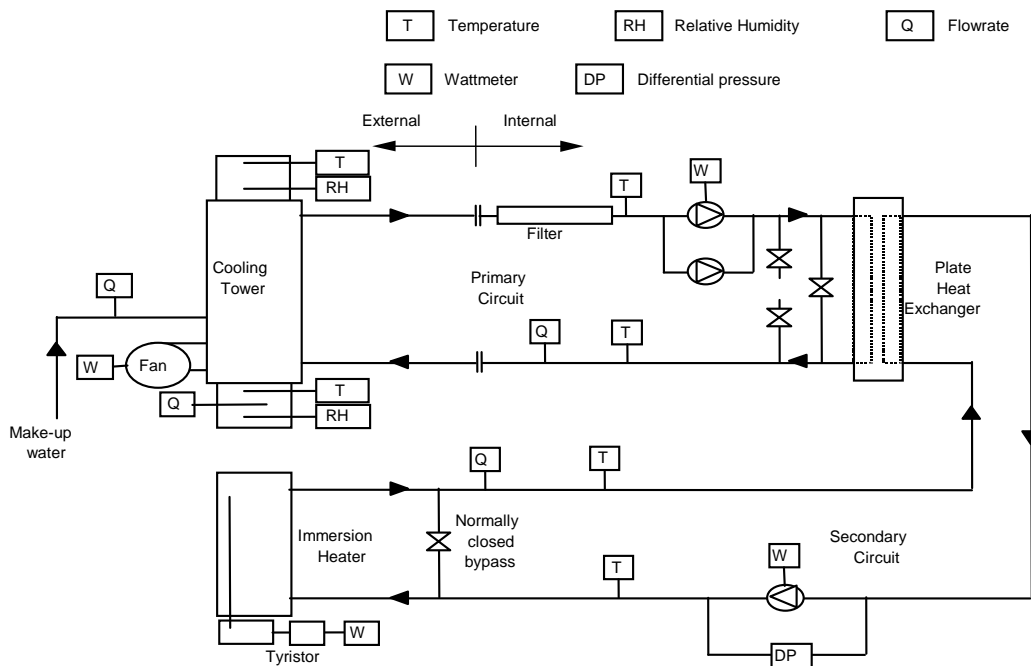 T Temperature RH Relative Humidity Q Flowrate
W Wattmeter DP Differential pressure
External Internal
T
RH
T
W
Filter
Cooling
Tower
Primary
Circuit
Plate
Heat
Exchanger
Q
Q
T
W
Fan
T
Q
RH
Make-up
water
Q
T
Immersion
Heater
Normally
closed
bypass
Secondary
Circuit
W
T
W
DP
Tyristor